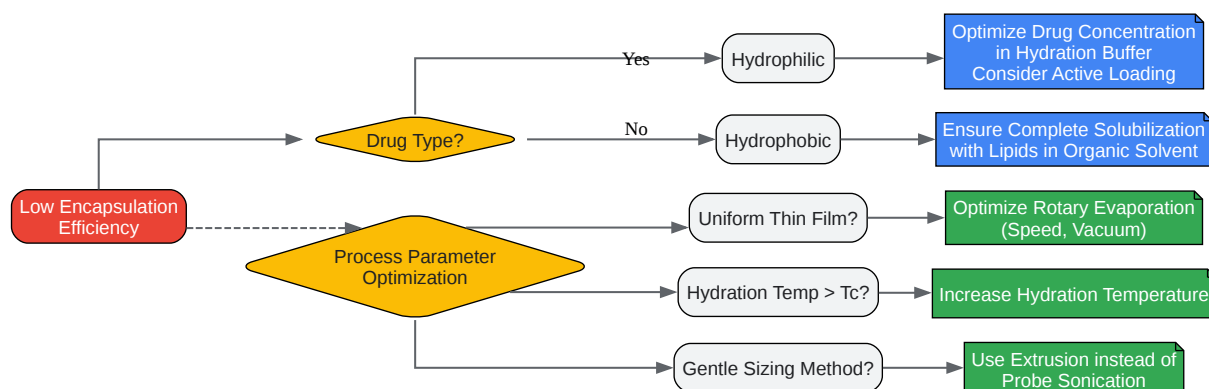 Optimize Drug Concentration
in Hydration Buffer
Consider Active Loading
Yes
Hydrophilic
Drug Type?
No
Hydrophobic
Ensure Complete Solubilization
with Lipids in Organic Solvent
Low Encapsulation
Efficiency
Uniform Thin Film?
Optimize Rotary Evaporation
(Speed, Vacuum)
Process Parameter
Optimization
Hydration Temp > Tc?
Increase Hydration Temperature
Gentle Sizing Method?
Use Extrusion instead of
Probe Sonication